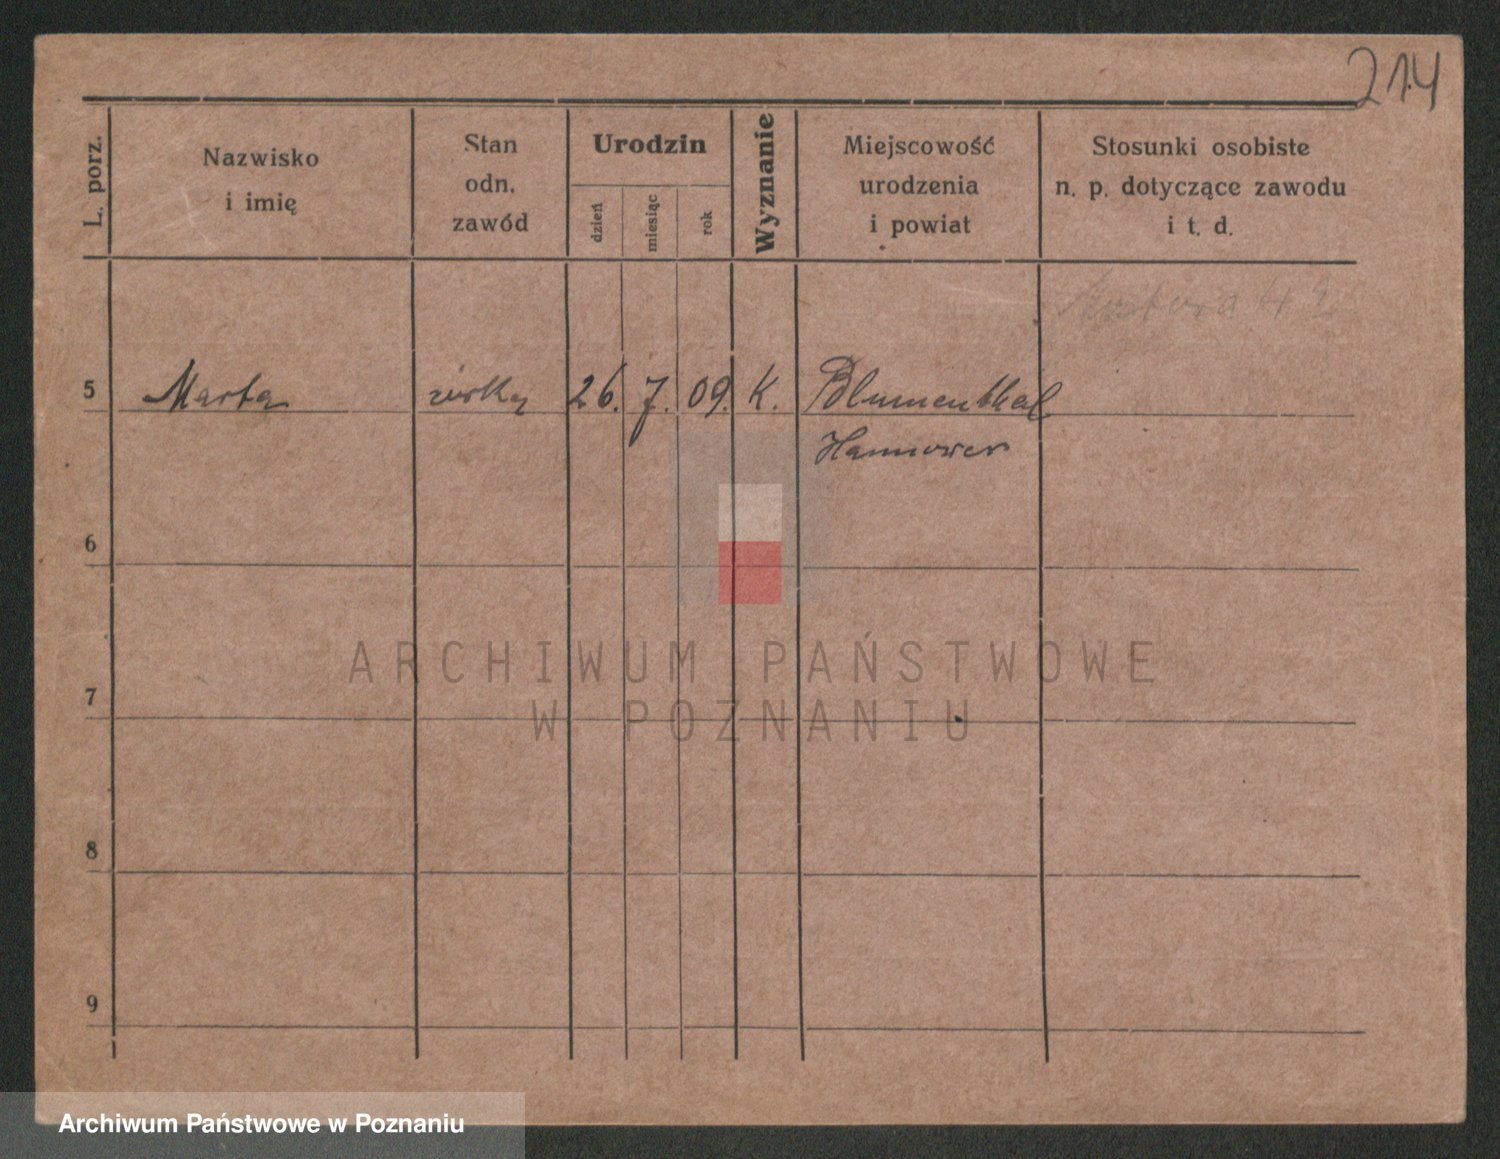 214
L. porz.
Nazwisko
i imię
Stan
odn.
zawód
Urodzin
dzień
miesiąc
rok
Wyznanie
Miejscowość
urodzenia
i powiat
Stosunki osobiste
n. p. dotyczące zawodu
i t. d.
5 Marta córka 26. 7. 09. K. Blumenthal
Hannower
6
7
8
9
ARCHIWUM PAŃSTWOWE
W POZNANIU
Archiwum Państwowe w Poznaniu